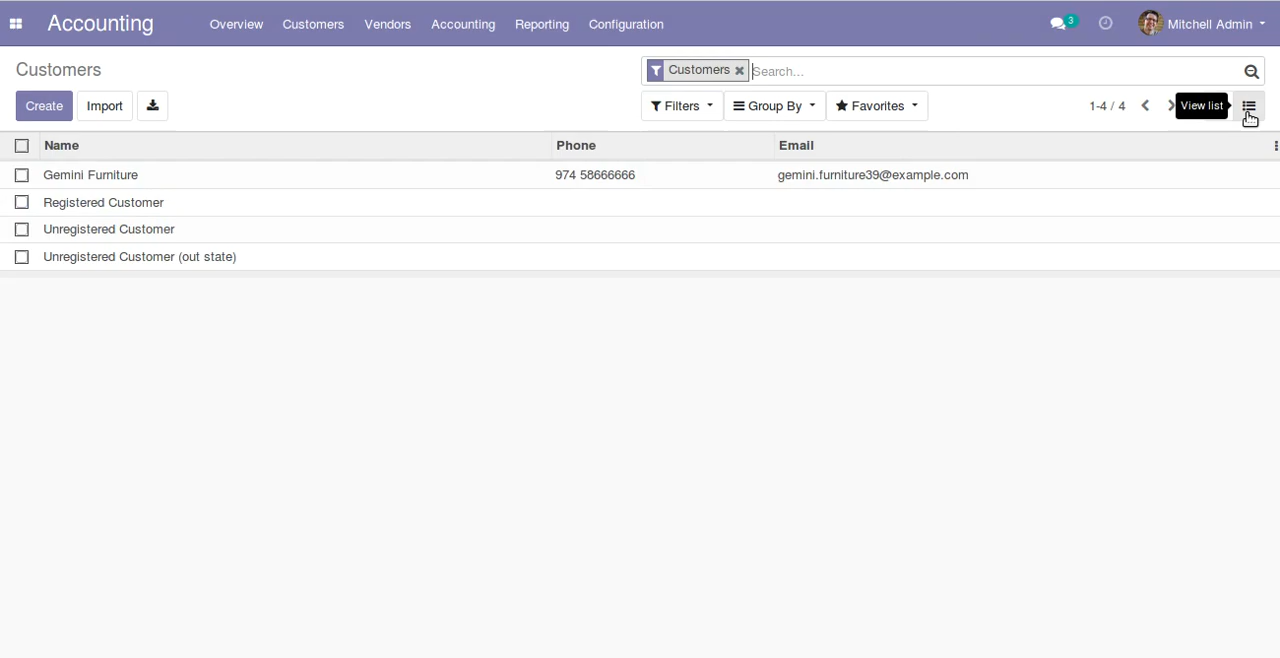 Accounting Overview Customers Vendors Accounting Reporting Configuration 3 Mitchell Admin
Customers
Customers Search...
Create Import Filters Group By Favorites 1-4 / 4 View list
Name Phone Email
Gemini Furniture 974 58666666 gemini.furniture39@example.com
Registered Customer
Unregistered Customer
Unregistered Customer (out state)